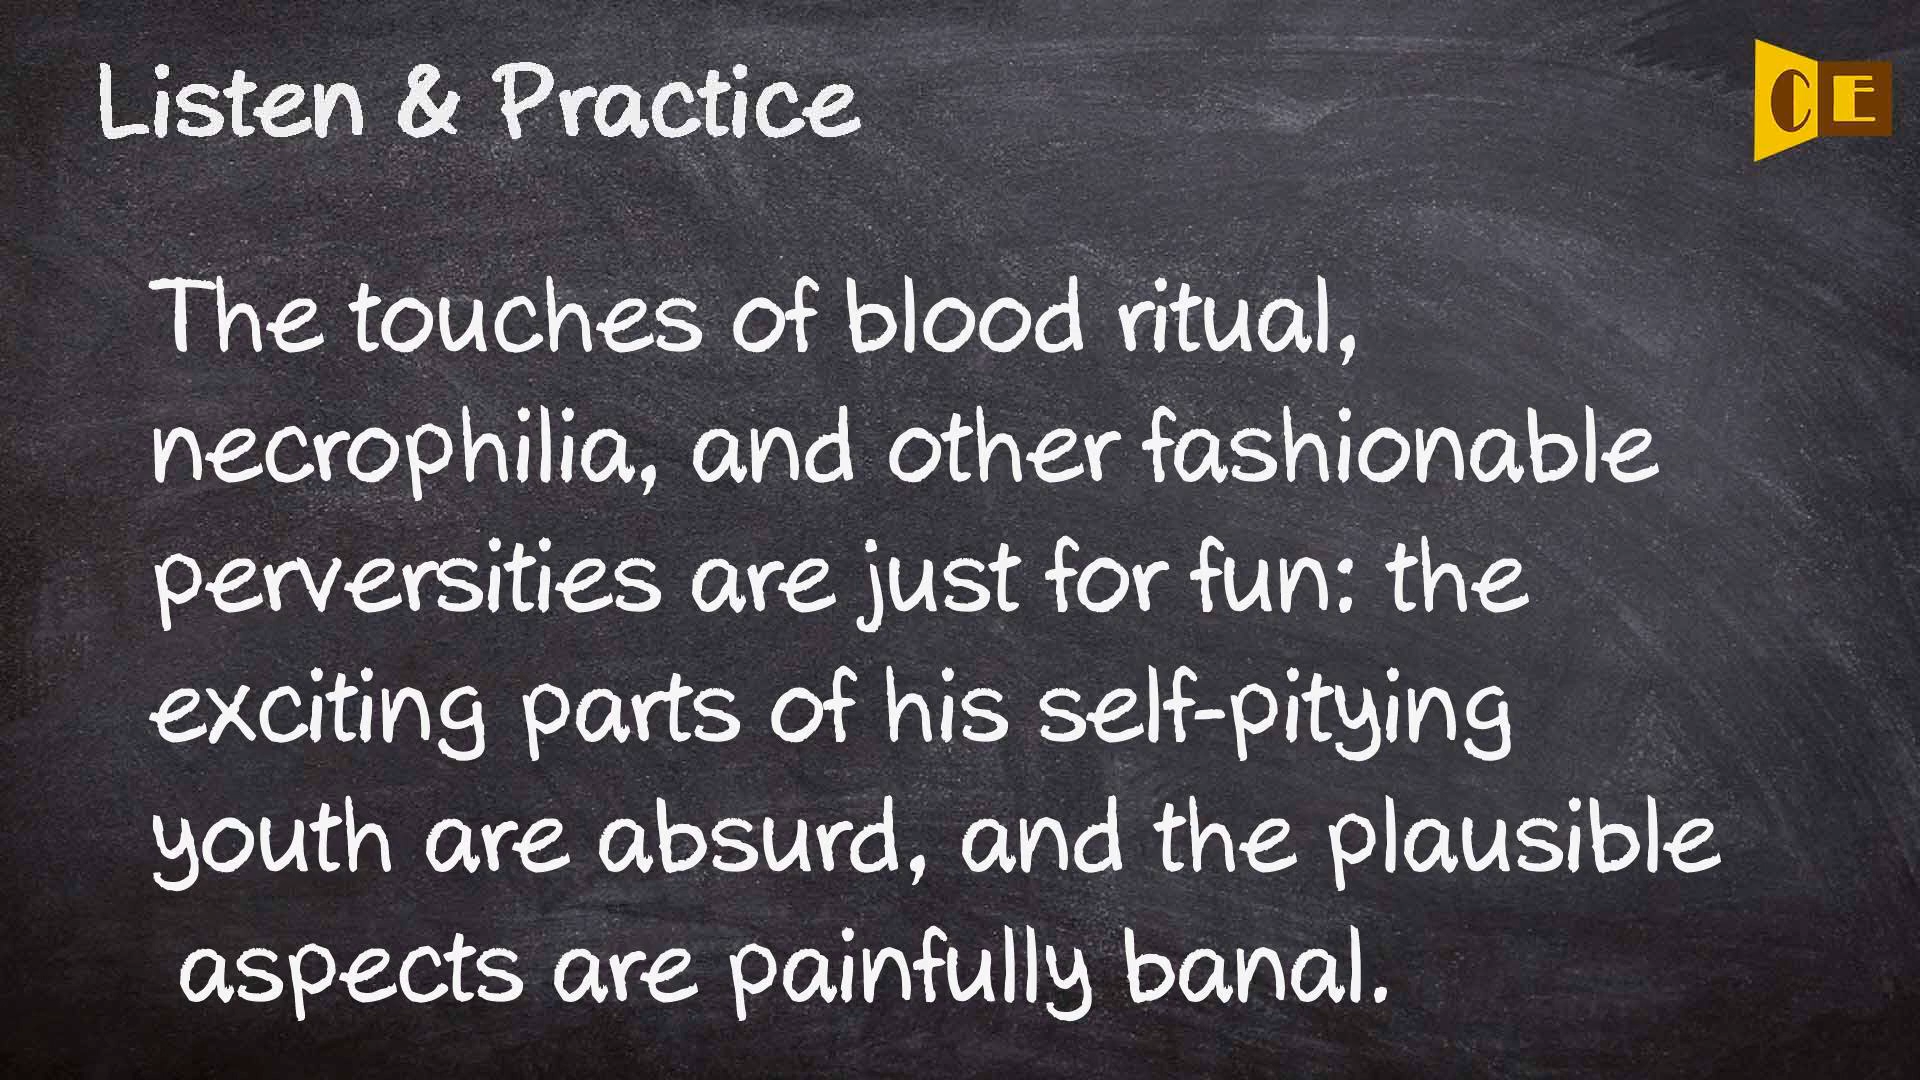 Listen & Practice
CE
The touches of blood ritual,
necrophilia, and other fashionable
perversities are just for fun: the
exciting parts of his self-pitying
youth are absurd, and the plausible
aspects are painfully banal.